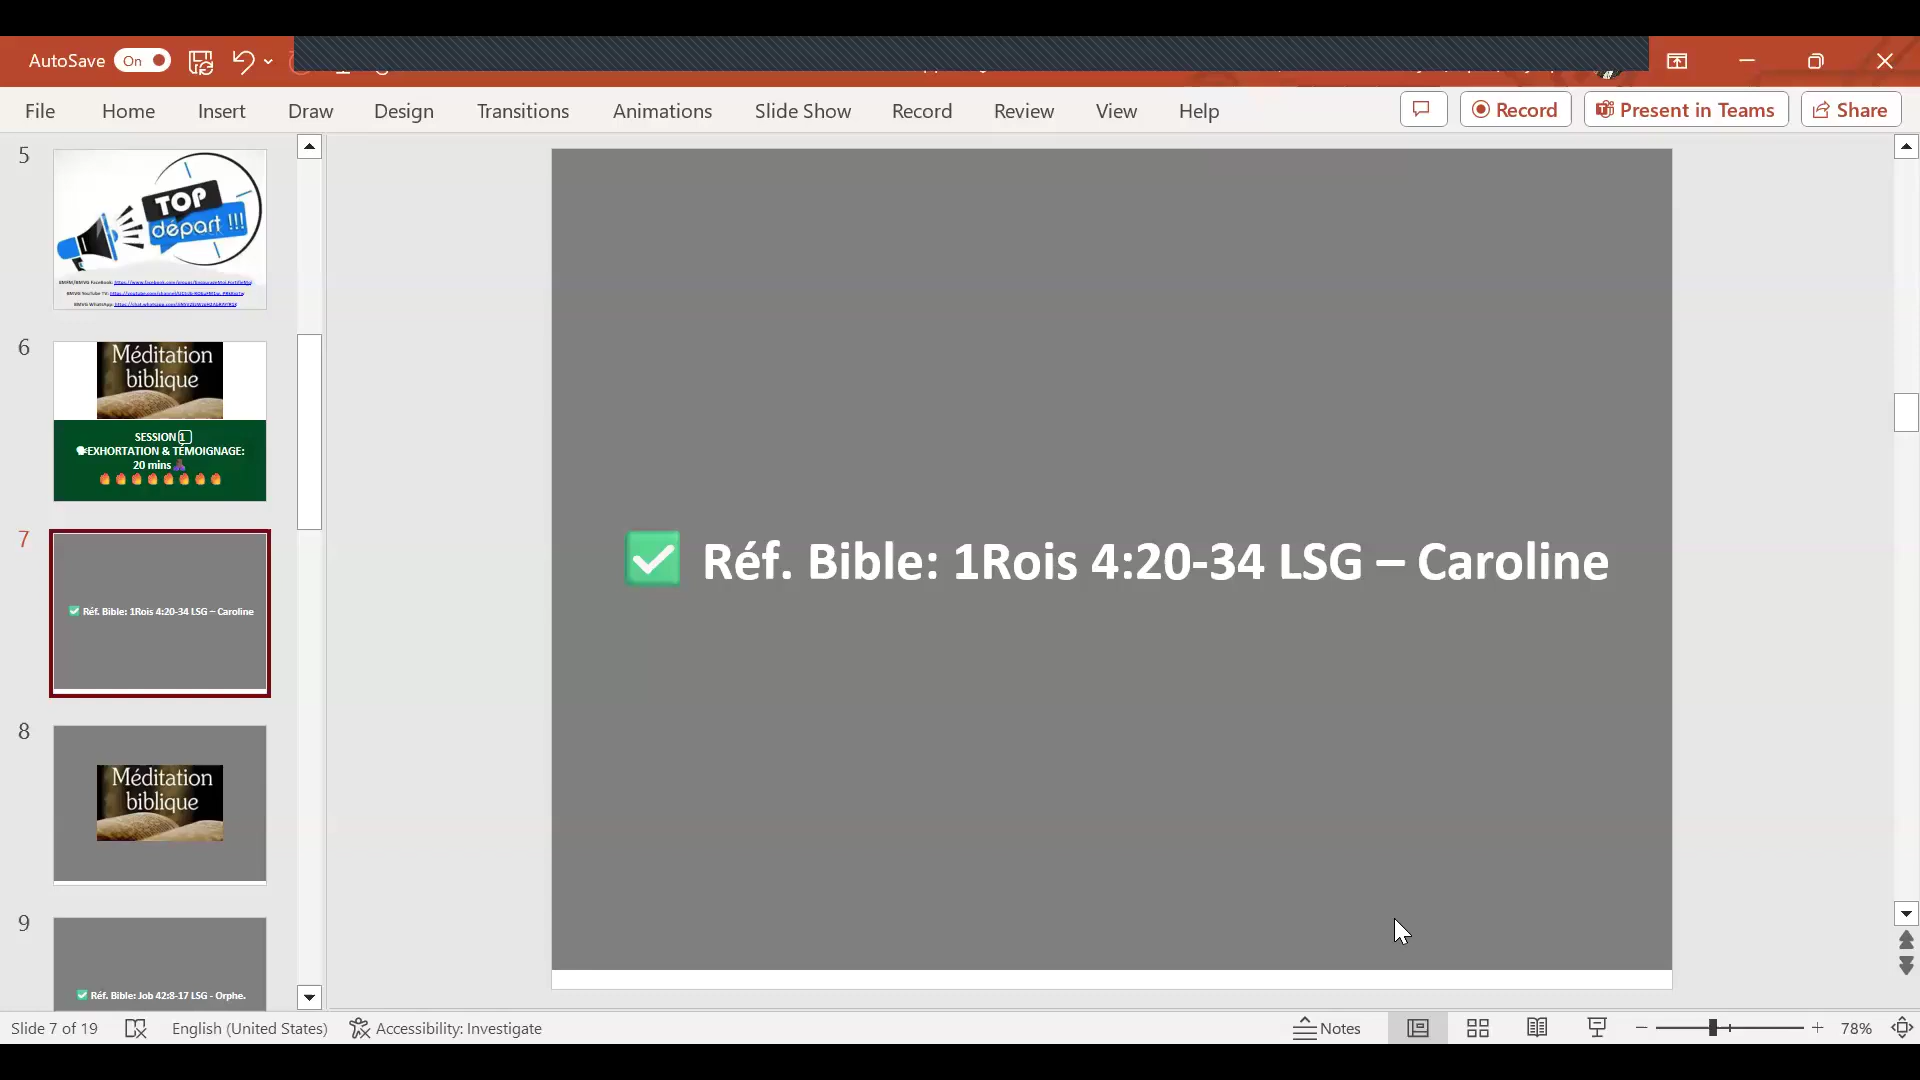 AutoSave On
File Home Insert Draw Design Transitions Animations Slide Show Record Review View Help
Record Present in Teams Share
5
TOP
départ !!!
6
Méditation
biblique
SESSION 1
EXHORTATION & TÉMOIGNAGE:
20 mins
7
✅ Réf. Bible: 1Rois 4:20-34 LSG – Caroline
8
Méditation
biblique
9
✅ Réf. Bible: Job 42:8-17 LSG - Orphe.
✅ Réf. Bible: 1Rois 4:20-34 LSG – Caroline
Slide 7 of 19 English (United States) Accessibility: Investigate Notes 78%